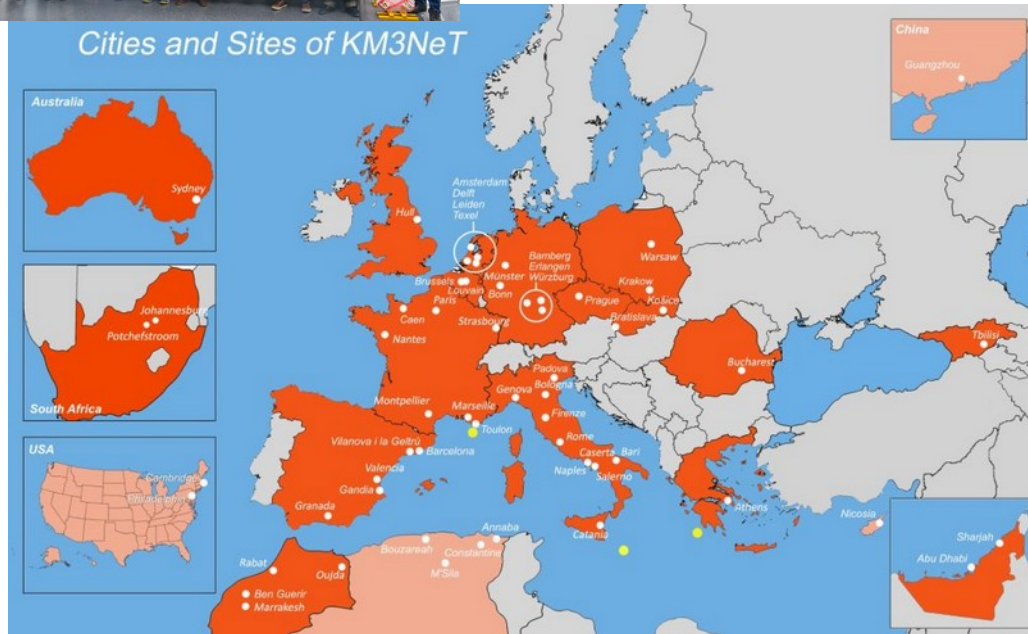 Cities and Sites of KM3NeT
Australia
Sydney
South Africa
Johannesburg
Potchefstroom
USA
Cambridge
Philadelphia
China
Guangzhou
Amsterdam
Delft
Leiden
Texel
Hull
Brussels
Louvain
Münster
Bonn
Bamberg
Erlangen
Würzburg
Warsaw
Krakow
Prague
Košice
Bratislava
Paris
Caen
Strasbourg
Nantes
Montpellier
Marseille
Toulon
Genova
Padova
Bologna
Firenze
Rome
Caserta
Bari
Naples
Salerno
Catania
Bucharest
Tbilisi
Vilanova i la Geltrú
Barcelona
Valencia
Gandia
Granada
Athens
Nicosia
Annaba
Bouzareah
Constantine
M'Sila
Rabat
Oujda
Ben Guerir
Marrakesh
Sharjah
Abu Dhabi